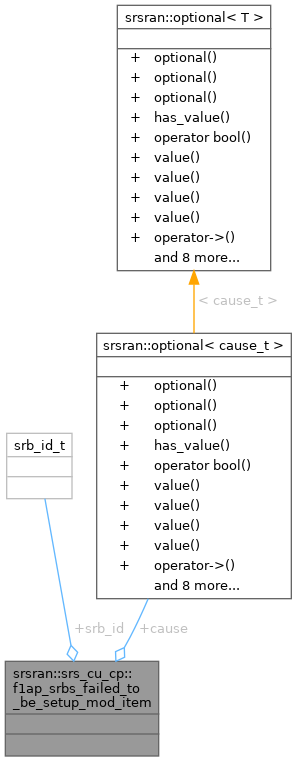 srsran::optional< T >
+ optional()
+ optional()
+ optional()
+ has_value()
+ operator bool()
+ value()
+ value()
+ value()
+ value()
+ operator->()
and 8 more...
< cause_t >
srsran::optional< cause_t >
+ optional()
+ optional()
+ optional()
+ has_value()
+ operator bool()
+ value()
+ value()
+ value()
+ value()
+ operator->()
and 8 more...
srb_id_t
+srb_id
+cause
srsran::srs_cu_cp::
f1ap_srbs_failed_to
_be_setup_mod_item